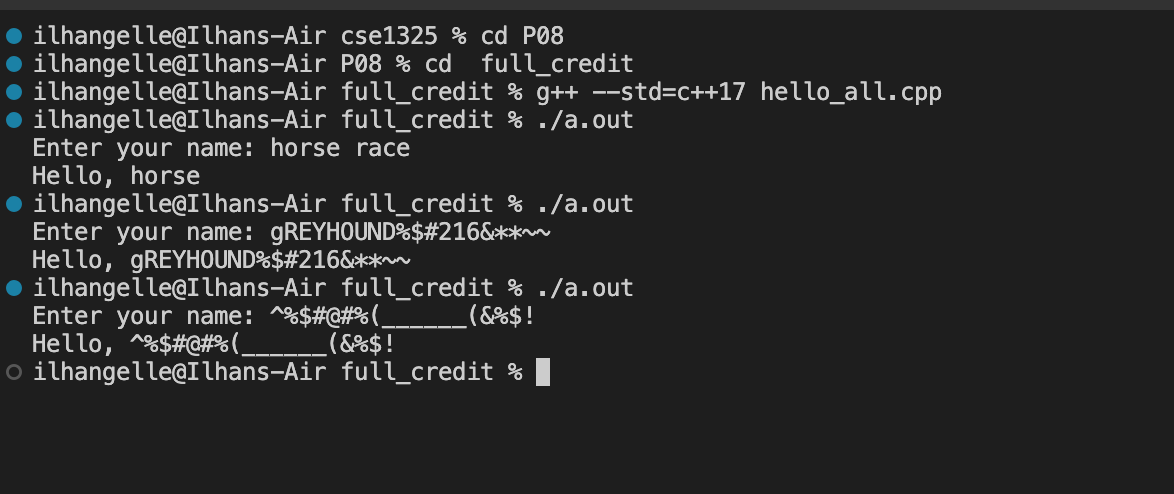 ilhangelle@Ilhans-Air cse1325 % cd P08
ilhangelle@Ilhans-Air P08 % cd  full_credit
ilhangelle@Ilhans-Air full_credit % g++ --std=c++17 hello_all.cpp
ilhangelle@Ilhans-Air full_credit % ./a.out
Enter your name: horse race
Hello, horse
ilhangelle@Ilhans-Air full_credit % ./a.out
Enter your name: gREYHOUND%$#216&**~~
Hello, gREYHOUND%$#216&**~~
ilhangelle@Ilhans-Air full_credit % ./a.out
Enter your name: ^%$#@#%(______(&%$!
Hello, ^%$#@#%(______(&%$!
ilhangelle@Ilhans-Air full_credit %